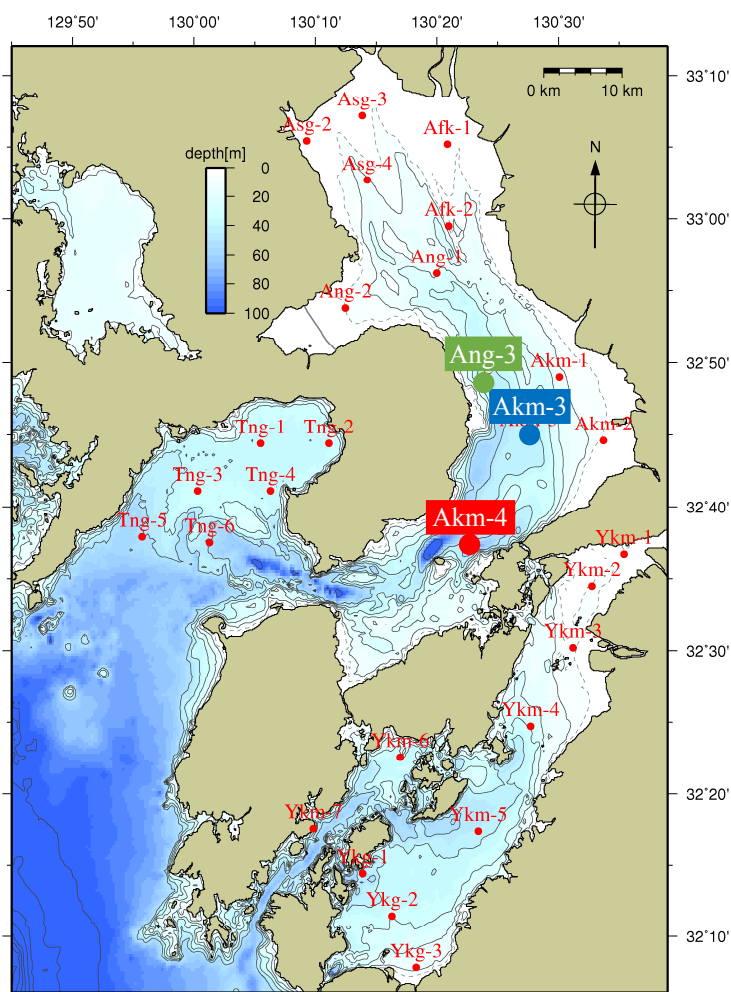 129˚50' 130˚00' 130˚10' 130˚20' 130˚30'
33˚10'
33˚00'
32˚50'
32˚40'
32˚30'
32˚20'
32˚10'
0 km 10 km
N
depth[m]
0
20
40
60
80
100
Asg-3
Asg-2
Afk-1
Asg-4
Afk-2
Ang-1
Ang-2
Ang-3
Akm-1
Akm-3
Akm-2
Tng-1
Tng-2
Tng-3
Tng-4
Tng-5
Tng-6
Akm-4
Ykm-1
Ykm-2
Ykm-3
Ykm-4
Ykm-6
Ykm-7
Ykm-5
Ykg-1
Ykg-2
Ykg-3